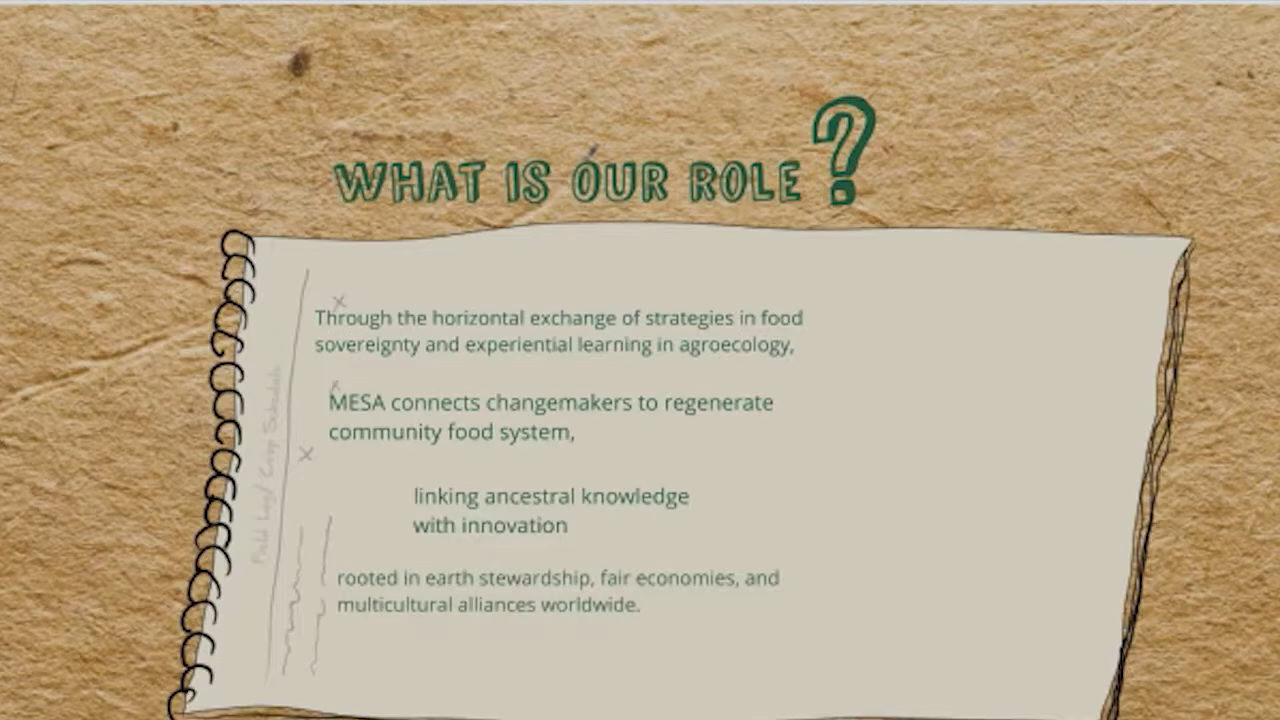 WHAT IS OUR ROLE?
Through the horizontal exchange of strategies in food
sovereignty and experiential learning in agroecology,
MESA connects changemakers to regenerate
community food system,
linking ancestral knowledge
with innovation
rooted in earth stewardship, fair economies, and
multicultural alliances worldwide.
Crop Schedule